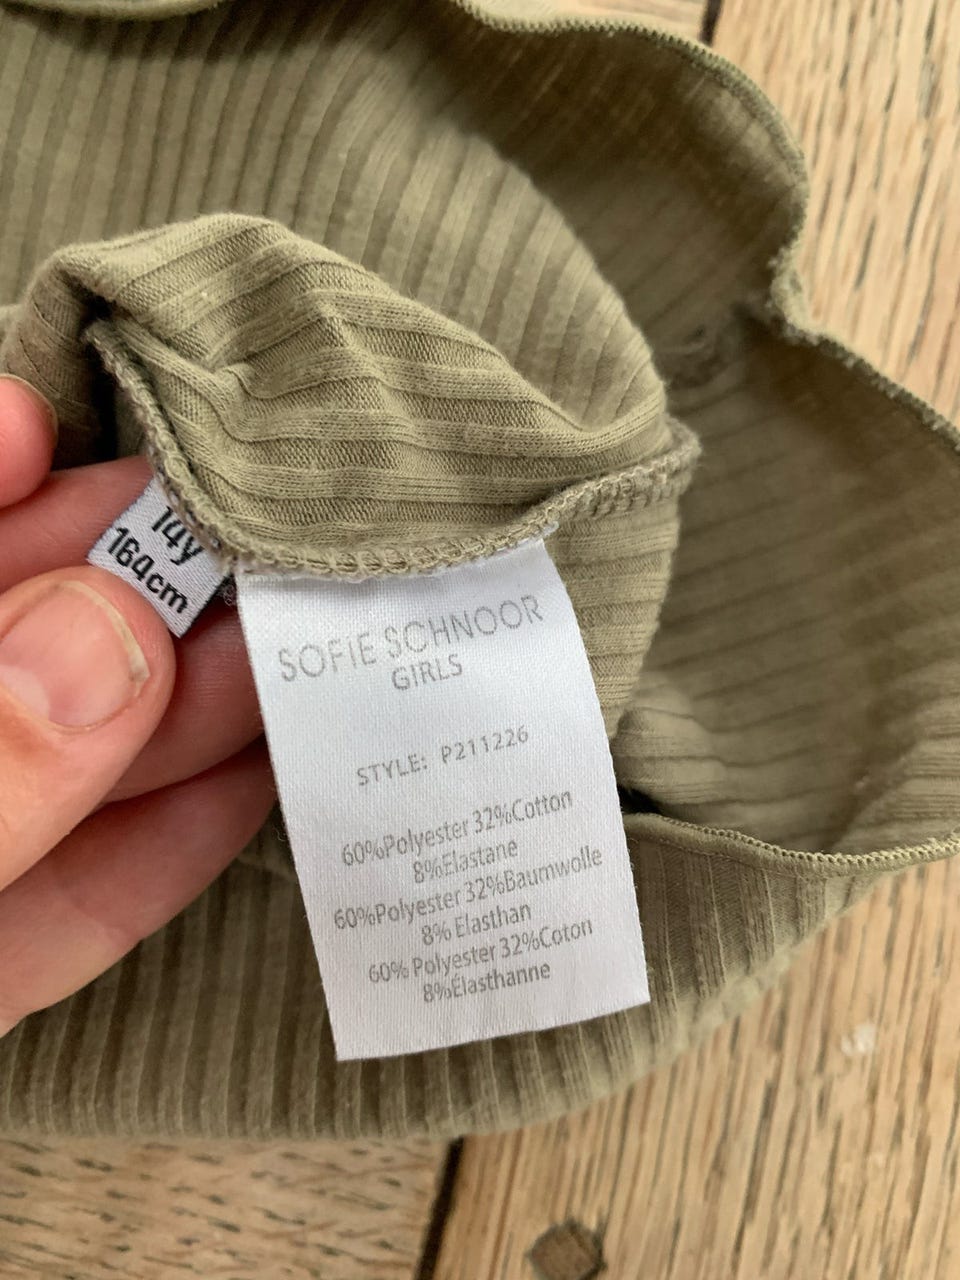 14y
164cm
SOFIE SCHNOOR
GIRLS
STYLE: P211226
60%Polyester 32%Cotton
8%Elastane
60%Polyester 32%Baumwolle
8% Elasthan
60% Polyester 32%Coton
8%Élasthanne